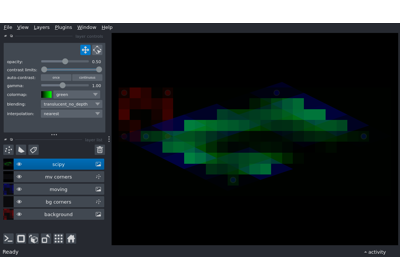 File View Layers Plugins Window Help
opacity: 0.50
contrast limits:
auto-contrast: once continuous
gamma: 1.00
colormap: green
blending: translucent_no_depth
interpolation: nearest
scipy
mv corners
moving
bg corners
background
Ready activity